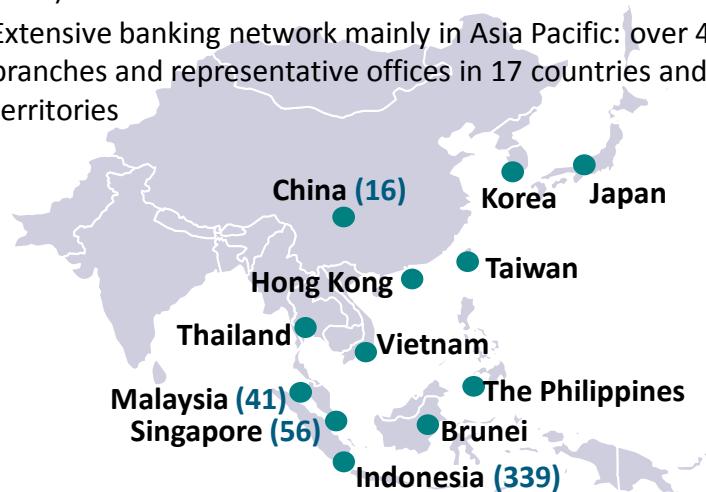 Extensive banking network mainly in Asia Pacific: over 4
branches and representative offices in 17 countries and
territories
China (16)
Korea
Japan
Hong Kong
Taiwan
Thailand
Vietnam
Malaysia (41)
The Philippines
Singapore (56)
Brunei
Indonesia (339)